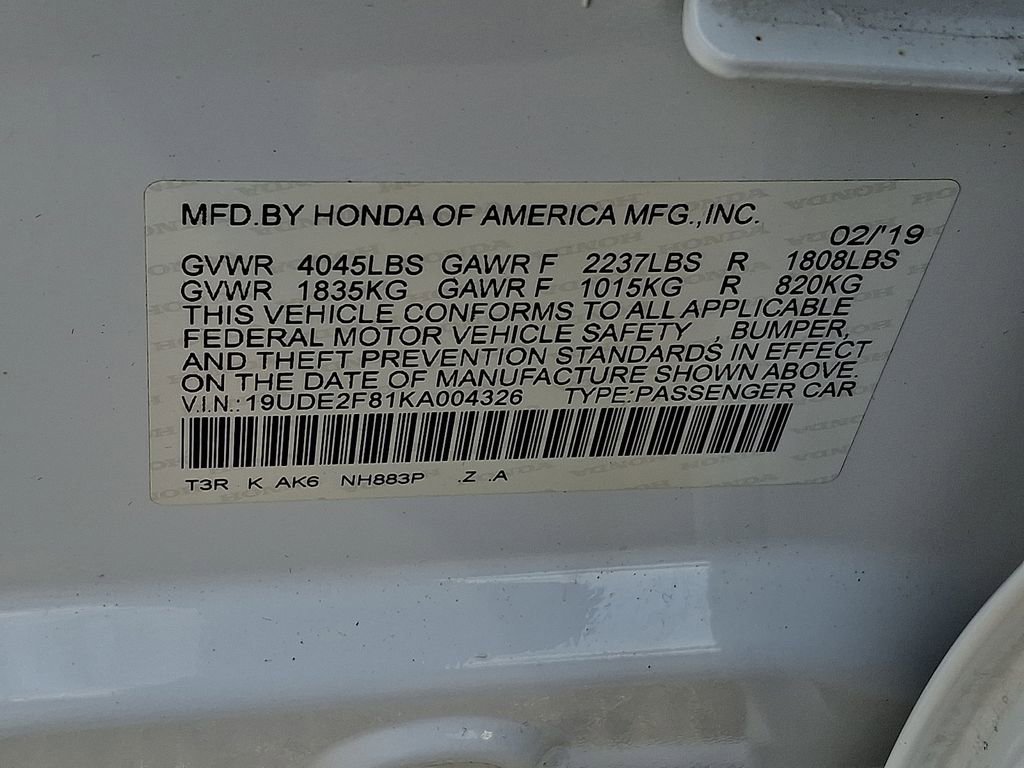 MFD.BY HONDA OF AMERICA MFG.,INC.
02/'19
GVWR 4045LBS GAWR F 2237LBS R 1808LBS
GVWR 1835KG GAWR F 1015KG R 820KG
THIS VEHICLE CONFORMS TO ALL APPLICABLE
FEDERAL MOTOR VEHICLE SAFETY , BUMPER,
AND THEFT PREVENTION STANDARDS IN EFFECT
ON THE DATE OF MANUFACTURE SHOWN ABOVE.
V.I.N.:19UDE2F81KA004326 TYPE:PASSENGER CAR
T3R K AK6 NH883P .Z .A